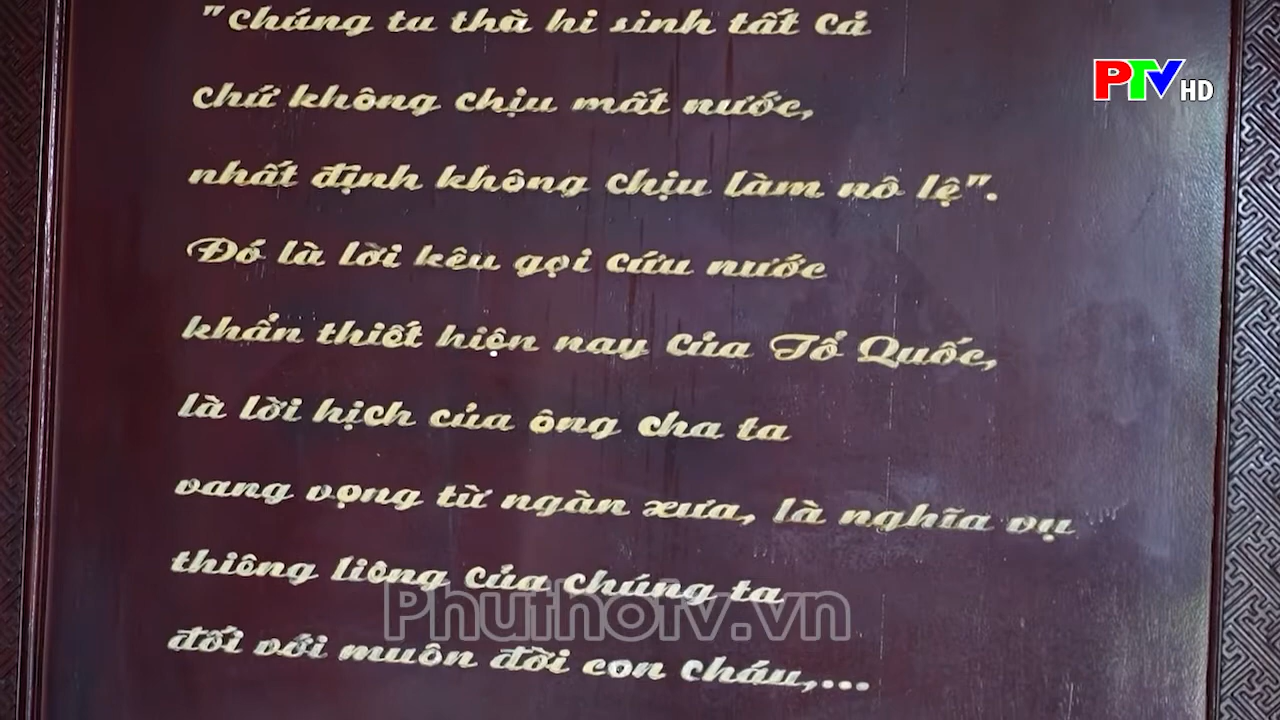 "Chúng ta thà hi sinh tất cả
PTV HD
chứ không chịu mất nước,
nhất định không chịu làm nô lệ".
Đó là lời kêu gọi cứu nước
khẩn thiết hiện nay của Tổ Quốc,
là lời hịch của ông cha ta
vang vọng từ ngàn xưa, là nghĩa vụ
thiêng liêng của chúng ta
Phuthotv.vn
đối với muôn đời con cháu,...